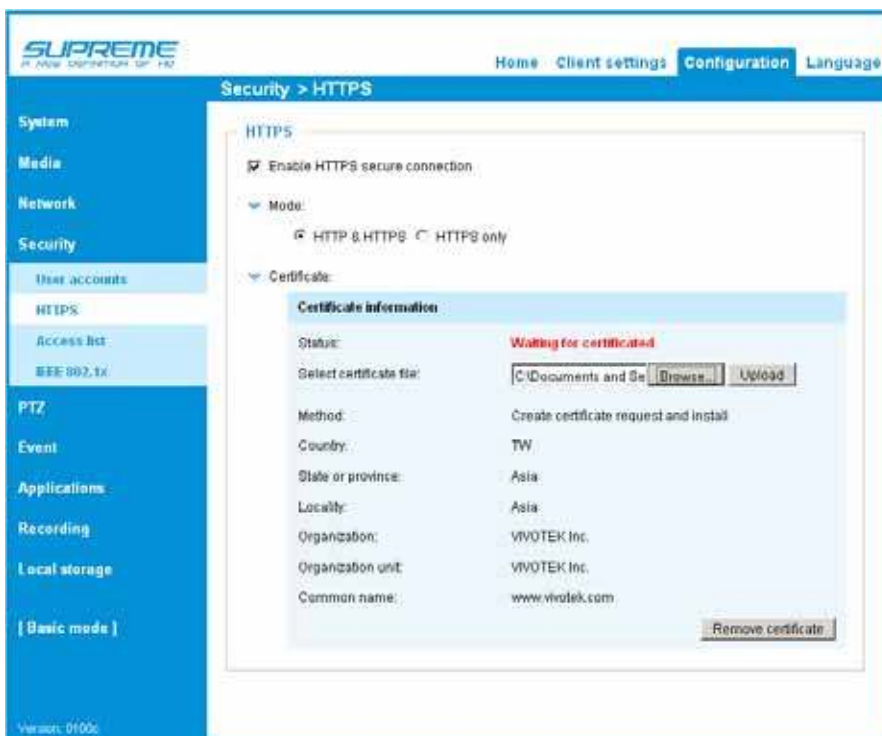 SUPREME
A NEW DEFINITION OF HD
Home Client settings Configuration Language
Security > HTTPS
System
Media
Network
Security
User accounts
HTTPS
Access list
IEEE 802.1x
PTZ
Event
Applications
Recording
Local storage
[ Basic mode ]
Version: 0100c
HTTPS
Enable HTTPS secure connection
Mode:
HTTP & HTTPS HTTPS only
Certificate:
Certificate information
Status: Waiting for certificated
Select certificate file: C:\Documents and Se Browse... Upload
Method: Create certificate request and install
Country: TW
State or province: Asia
Locality: Asia
Organization: VIVOTEK Inc.
Organization unit: VIVOTEK Inc.
Common name: www.vivotek.com
Remove certificate